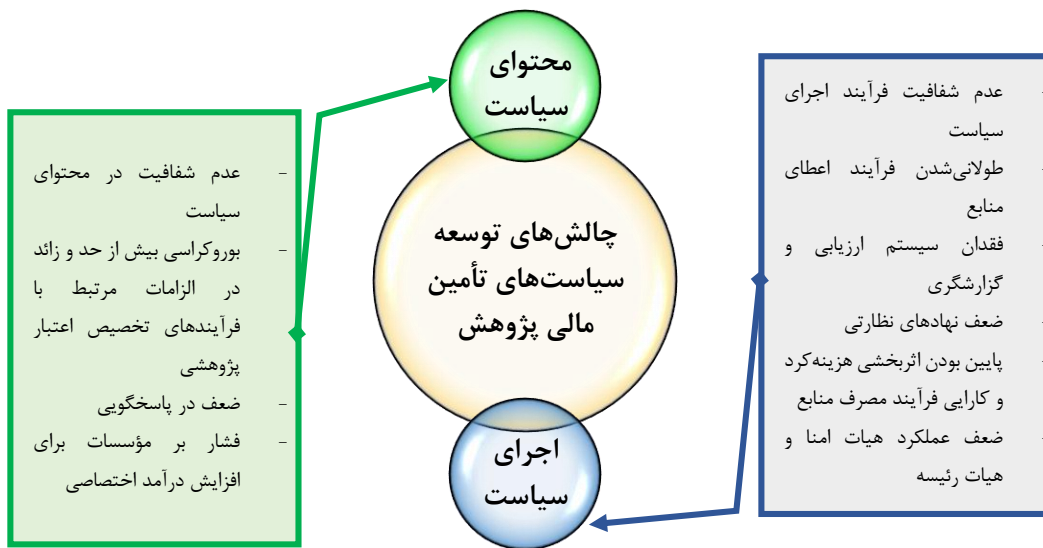 محتوای
سیاست
چالش‌های توسعه
سیاست‌های تأمین
مالی پژوهش
اجرای
سیاست
- عدم شفافیت فرآیند اجرای
سیاست
- طولانی‌شدن فرآیند اعطای
منابع
- فقدان سیستم ارزیابی و
گزارشگری
- ضعف نهادهای نظارتی
- پایین بودن اثربخشی هزینه‌کرد
و کارایی فرآیند مصرف منابع
- ضعف عملکرد هیات امنا و
هیات رئیسه
- عدم شفافیت در محتوای
سیاست
- بوروکراسی بیش از حد و زائد
در الزامات مرتبط با
فرآیندهای تخصیص اعتبار
پژوهشی
- ضعف در پاسخگویی
- فشار بر مؤسسات برای
افزایش درآمد اختصاصی